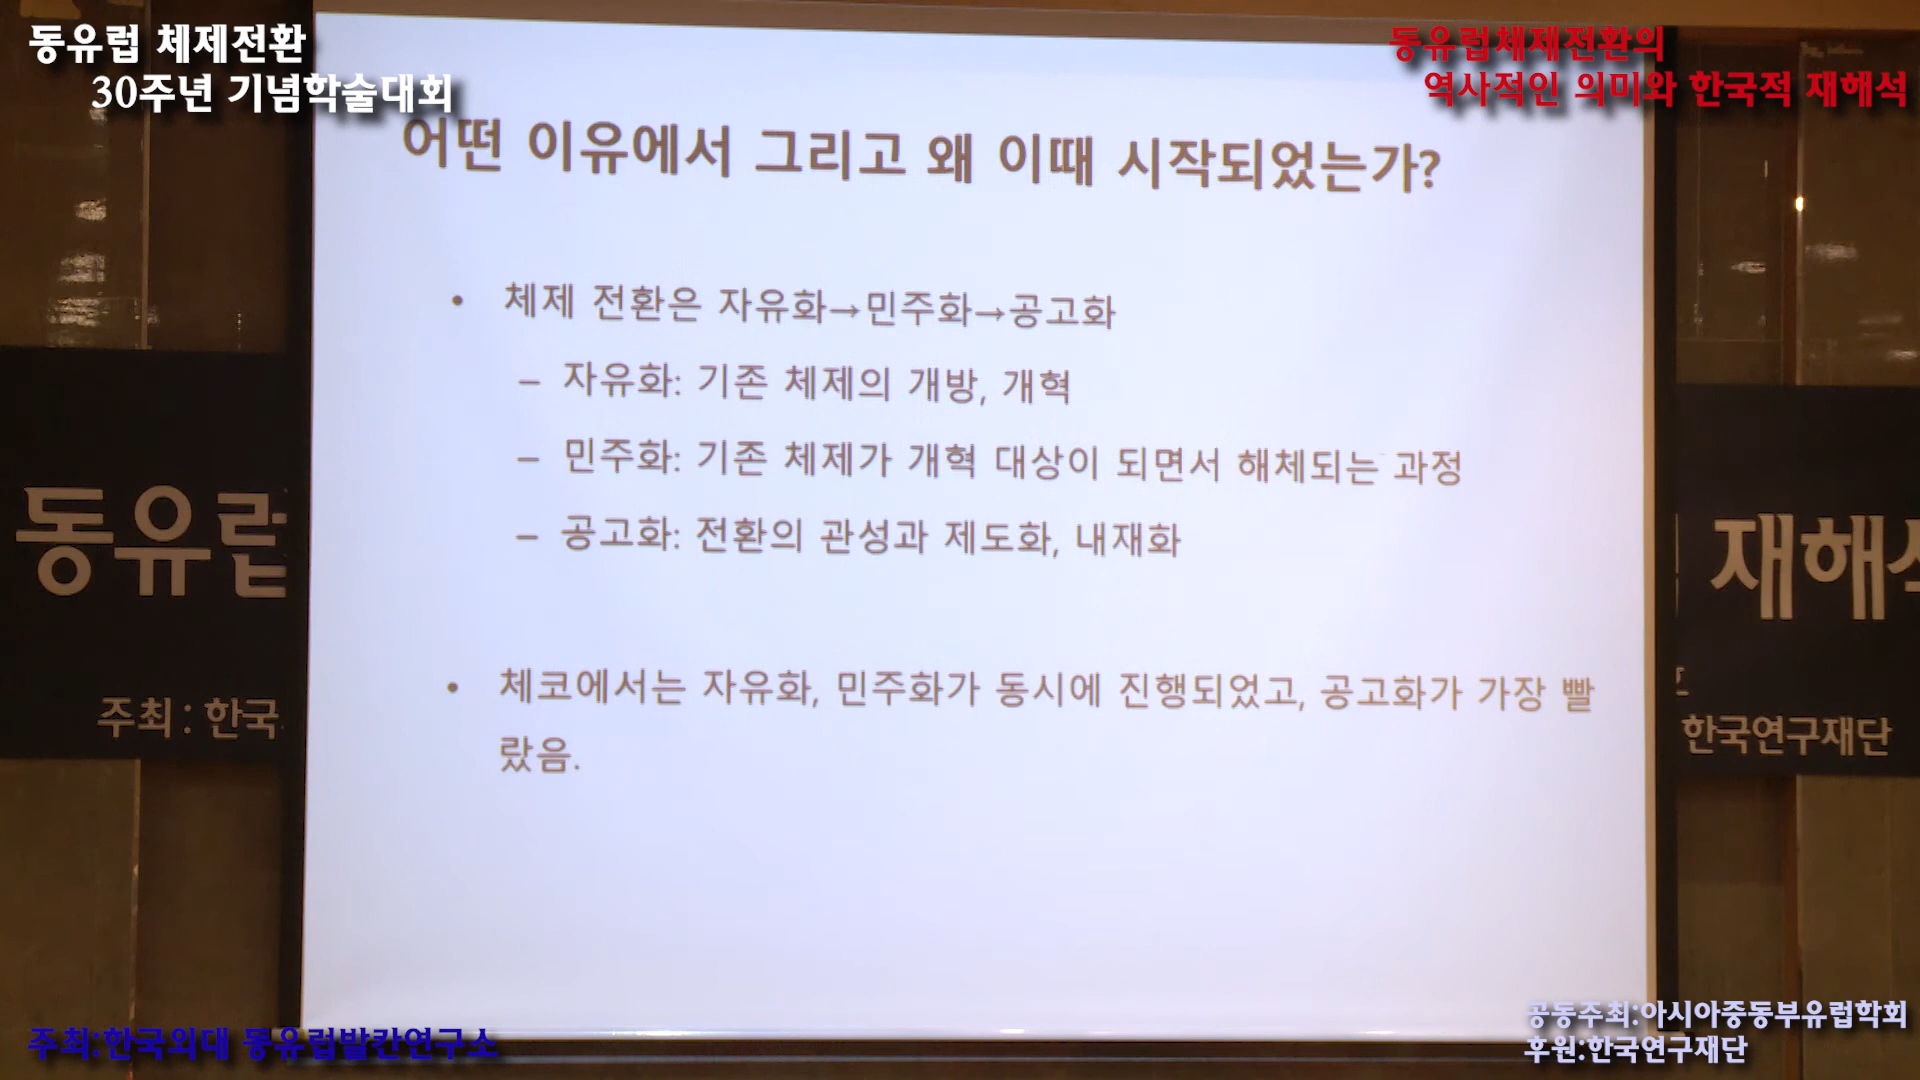 동유럽 체제전환
30주년 기념학술대회
동유럽체제전환의
역사적인 의미와 한국적 재해석
어떤 이유에서 그리고 왜 이때 시작되었는가?
• 체제 전환은 자유화→민주화→공고화
– 자유화: 기존 체제의 개방, 개혁
– 민주화: 기존 체제가 개혁 대상이 되면서 해체되는 과정
– 공고화: 전환의 관성과 제도화, 내재화
• 체코에서는 자유화, 민주화가 동시에 진행되었고, 공고화가 가장 빨
랐음.
동유럽
재해석
주최 : 한국
한국연구재단
주최:한국외대 동유럽발칸연구소
공동주최:아시아중동부유럽학회
후원:한국연구재단